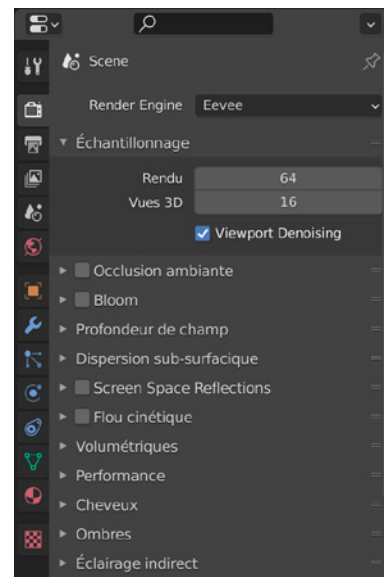 Scene
Render Engine Eevee
Échantillonnage
Rendu 64
Vues 3D 16
Viewport Denoising
Occlusion ambiante
Bloom
Profondeur de champ
Dispersion sub-surfacique
Screen Space Reflections
Flou cinétique
Volumétriques
Performance
Cheveux
Ombres
Éclairage indirect